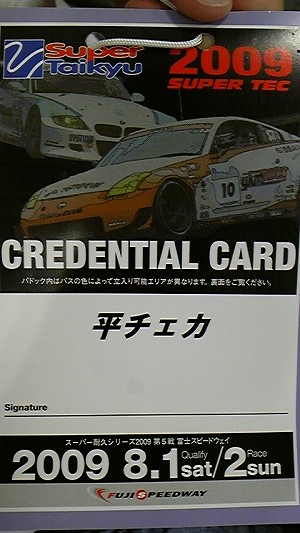 Super
Taikyu
2009
SUPER TEC
10
CREDENTIAL CARD
パドック内はパスの色によって立入り可能エリアが異なります。裏面をご覧ください。
平チェカ
Signature
スーパー耐久シリーズ2009 第5戦 富士スピードウェイ
2009 8.1 Qualify sat/2 Race sun
FUJI SPEEDWAY